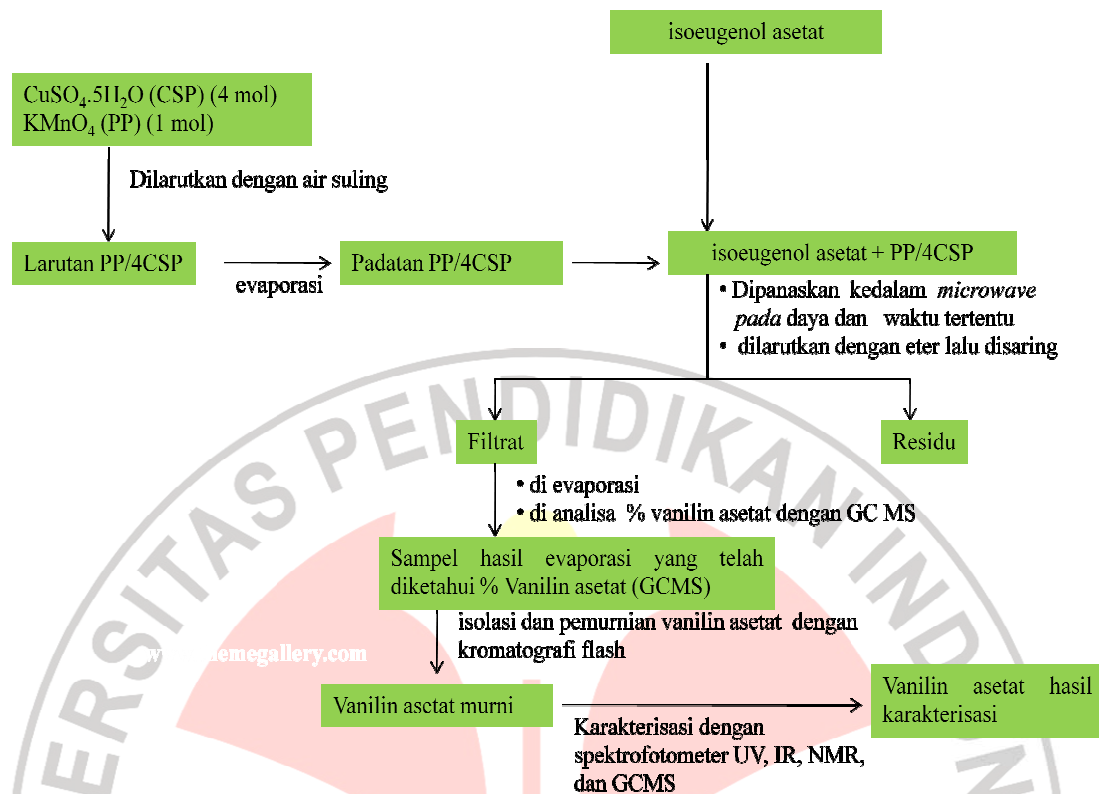 isoeugenol asetat
CuSO₄.5H₂O (CSP) (4 mol)
KMnO₄ (PP) (1 mol)
Dilarutkan dengan air suling
Larutan PP/4CSP
evaporasi
Padatan PP/4CSP
isoeugenol asetat + PP/4CSP
• Dipanaskan kedalam microwave
pada daya dan waktu tertentu
• dilarutkan dengan eter lalu disaring
Filtrat
Residu
• di evaporasi
• di analisa % vanilin asetat dengan GC MS
Sampel hasil evaporasi yang telah
diketahui % Vanilin asetat (GCMS)
isolasi dan pemurnian vanilin asetat dengan
kromatografi flash
Vanilin asetat murni
Karakterisasi dengan
spektrofotometer UV, IR, NMR,
dan GCMS
Vanilin asetat hasil
karakterisasi
ERSITAS PENDIDIKAN INDON